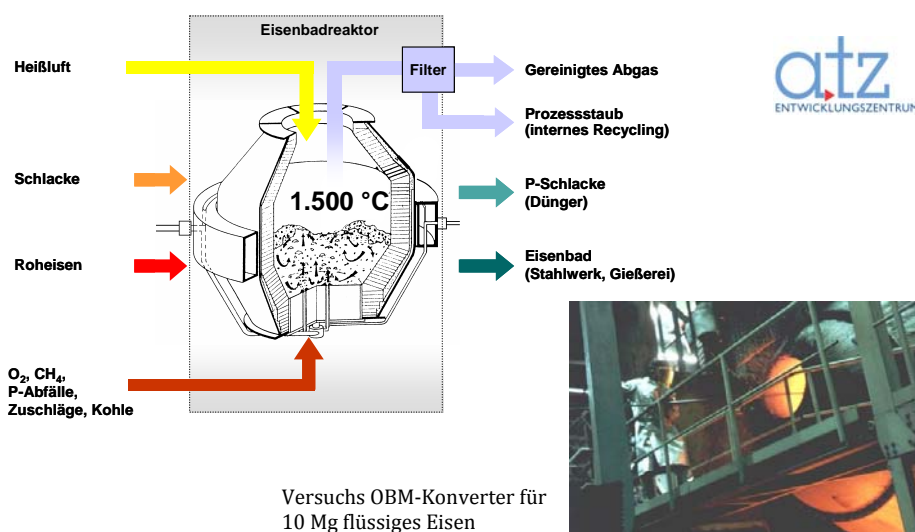 Eisenbadreaktor
Heißluft
Filter
Gereinigtes Abgas
atz
ENTWICKLUNGSZENTRUM
Prozessstaub
(internes Recycling)
Schlacke
1.500 °C
P-Schlacke
(Dünger)
Roheisen
Eisenbad
(Stahlwerk, Gießerei)
O₂, CH₄,
P-Abfälle,
Zuschläge, Kohle
Versuchs OBM-Konverter für
10 Mg flüssiges Eisen